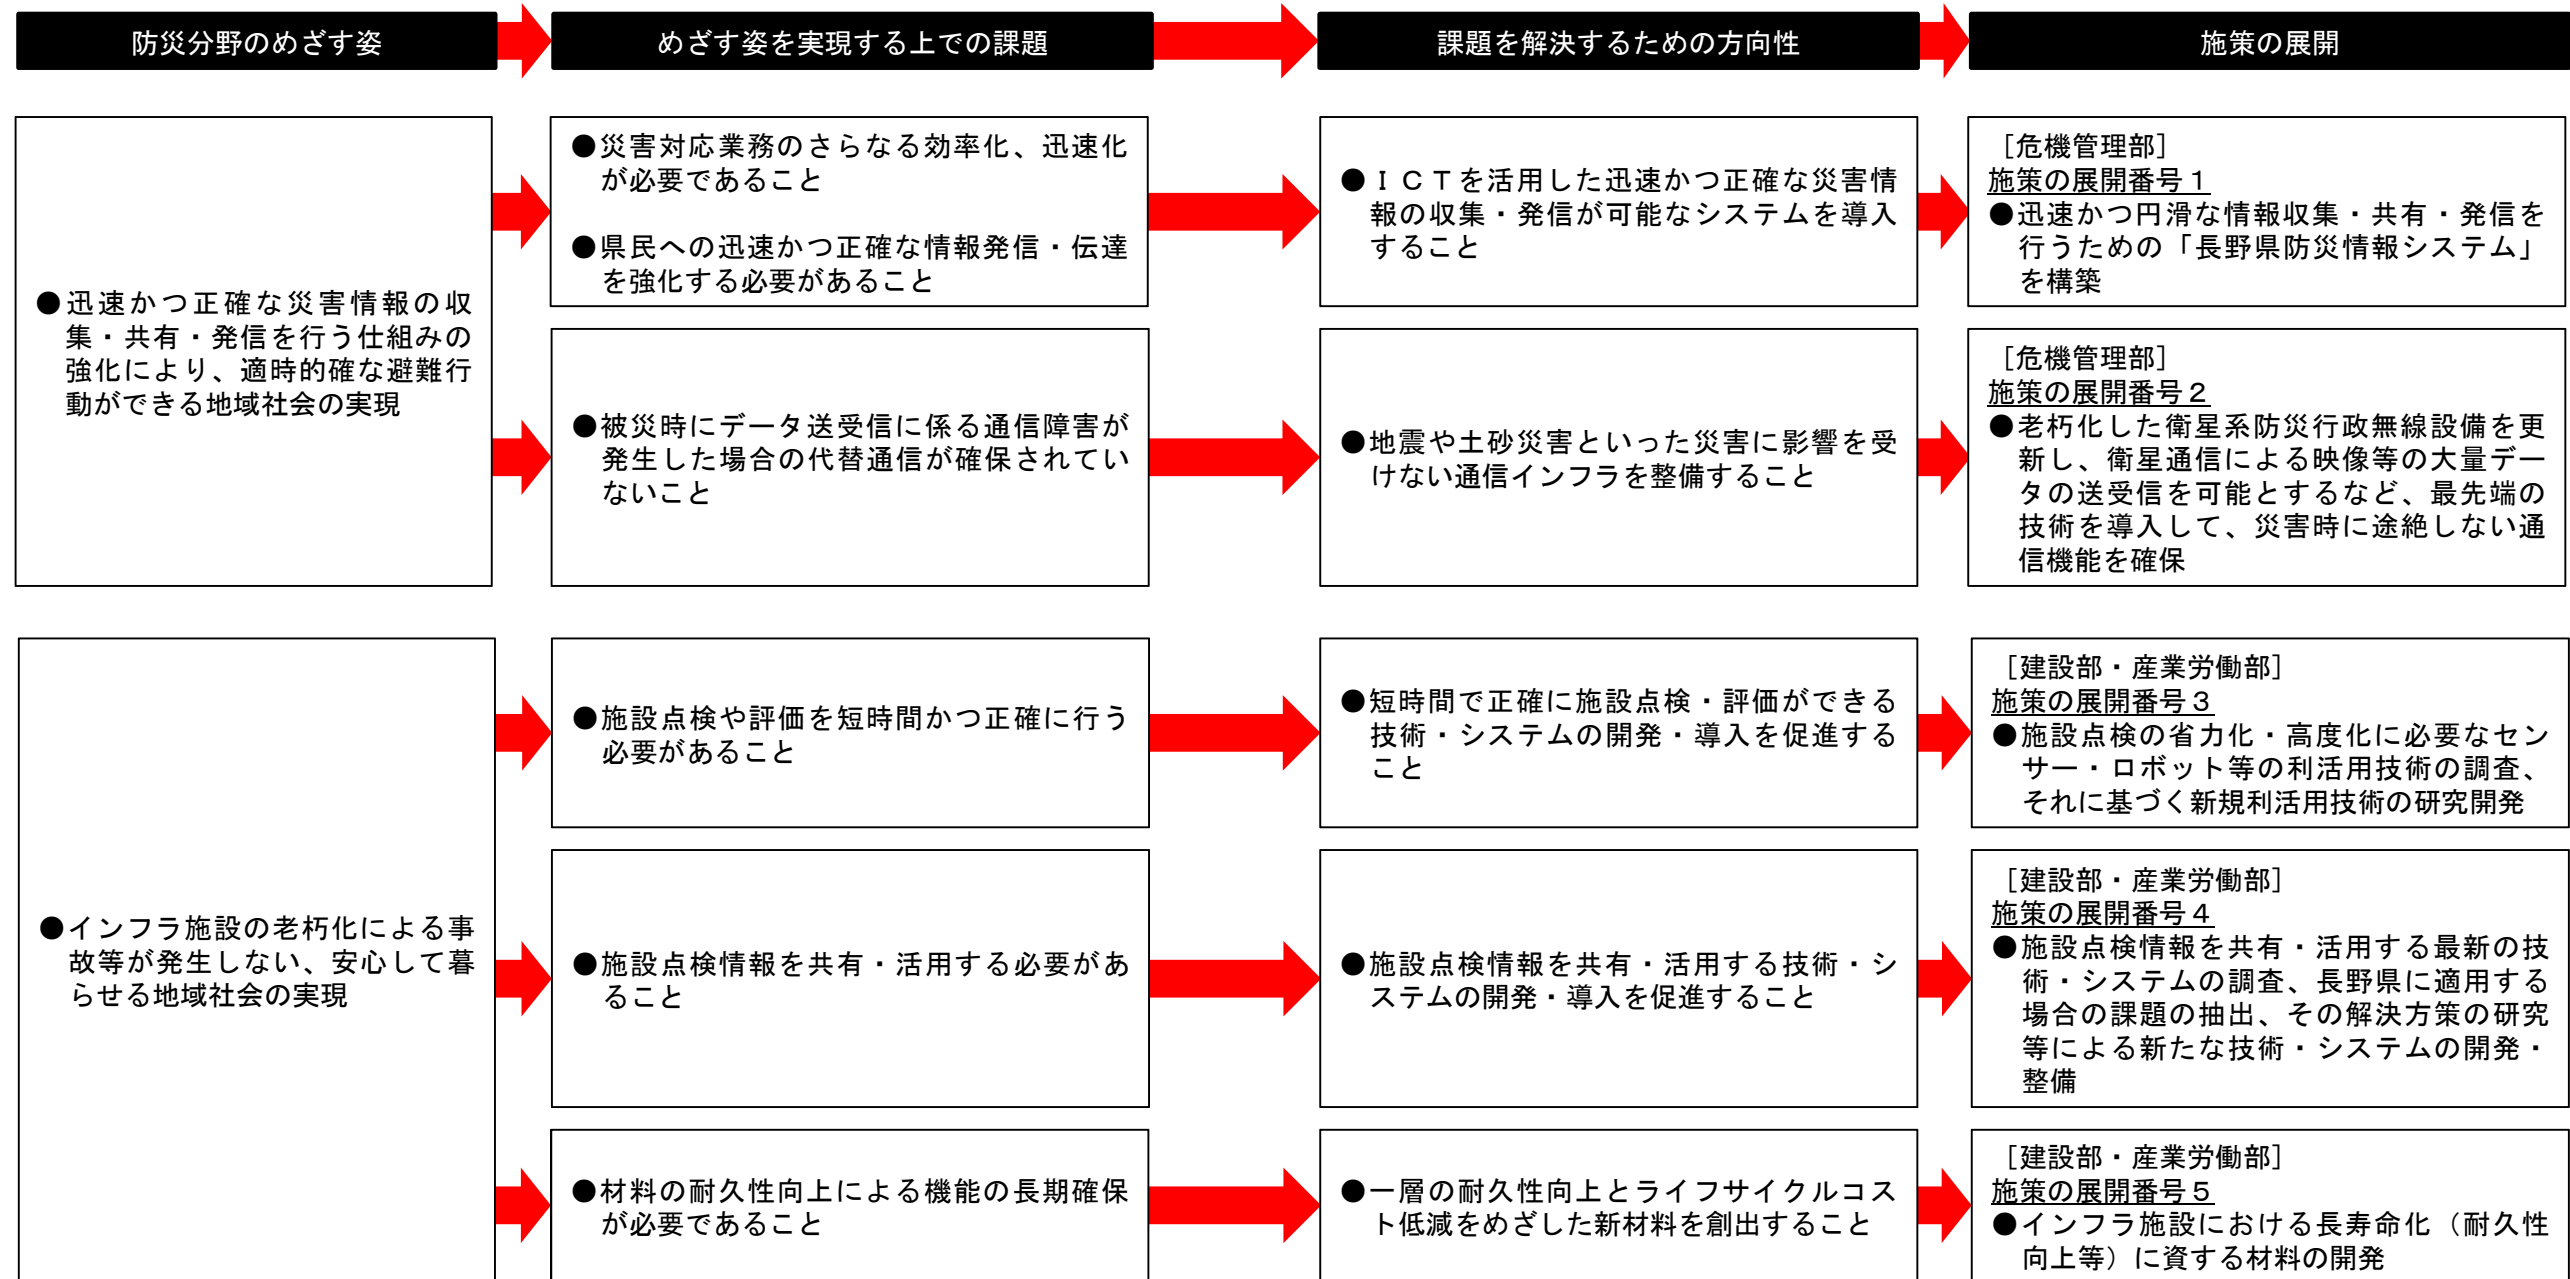 防災分野のめざす姿
めざす姿を実現する上での課題
課題を解決するための方向性
施策の展開
●迅速かつ正確な災害情報の収
集・共有・発信を行う仕組みの
強化により、適時的確な避難行
動ができる地域社会の実現
●災害対応業務のさらなる効率化、迅速化
が必要であること
●県民への迅速かつ正確な情報発信・伝達
を強化する必要があること
●ＩＣＴを活用した迅速かつ正確な災害情
報の収集・発信が可能なシステムを導入
すること
［危機管理部］
施策の展開番号１
●迅速かつ円滑な情報収集・共有・発信を
行うための「長野県防災情報システム」
を構築
●被災時にデータ送受信に係る通信障害が
発生した場合の代替通信が確保されてい
ないこと
●地震や土砂災害といった災害に影響を受
けない通信インフラを整備すること
［危機管理部］
施策の展開番号２
●老朽化した衛星系防災行政無線設備を更
新し、衛星通信による映像等の大量デー
タの送受信を可能とするなど、最先端の
技術を導入して、災害時に途絶しない通
信機能を確保
●インフラ施設の老朽化による事
故等が発生しない、安心して暮
らせる地域社会の実現
●施設点検や評価を短時間かつ正確に行う
必要があること
●短時間で正確に施設点検・評価ができる
技術・システムの開発・導入を促進する
こと
［建設部・産業労働部］
施策の展開番号３
●施設点検の省力化・高度化に必要なセン
サー・ロボット等の利活用技術の調査、
それに基づく新規利活用技術の研究開発
●施設点検情報を共有・活用する必要があ
ること
●施設点検情報を共有・活用する技術・シ
ステムの開発・導入を促進すること
［建設部・産業労働部］
施策の展開番号４
●施設点検情報を共有・活用する最新の技
術・システムの調査、長野県に適用する
場合の課題の抽出、その解決方策の研究
等による新たな技術・システムの開発・
整備
●材料の耐久性向上による機能の長期確保
が必要であること
●一層の耐久性向上とライフサイクルコス
ト低減をめざした新材料を創出すること
［建設部・産業労働部］
施策の展開番号５
●インフラ施設における長寿命化（耐久性
向上等）に資する材料の開発